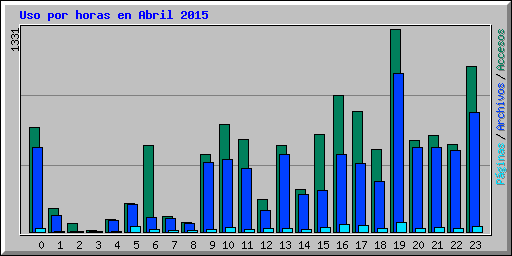 Uso por horas en Abril 2015
1331
Páginas / Archivos / Accesos
0 1 2 3 4 5 6 7 8 9 10 11 12 13 14 15 16 17 18 19 20 21 22 23